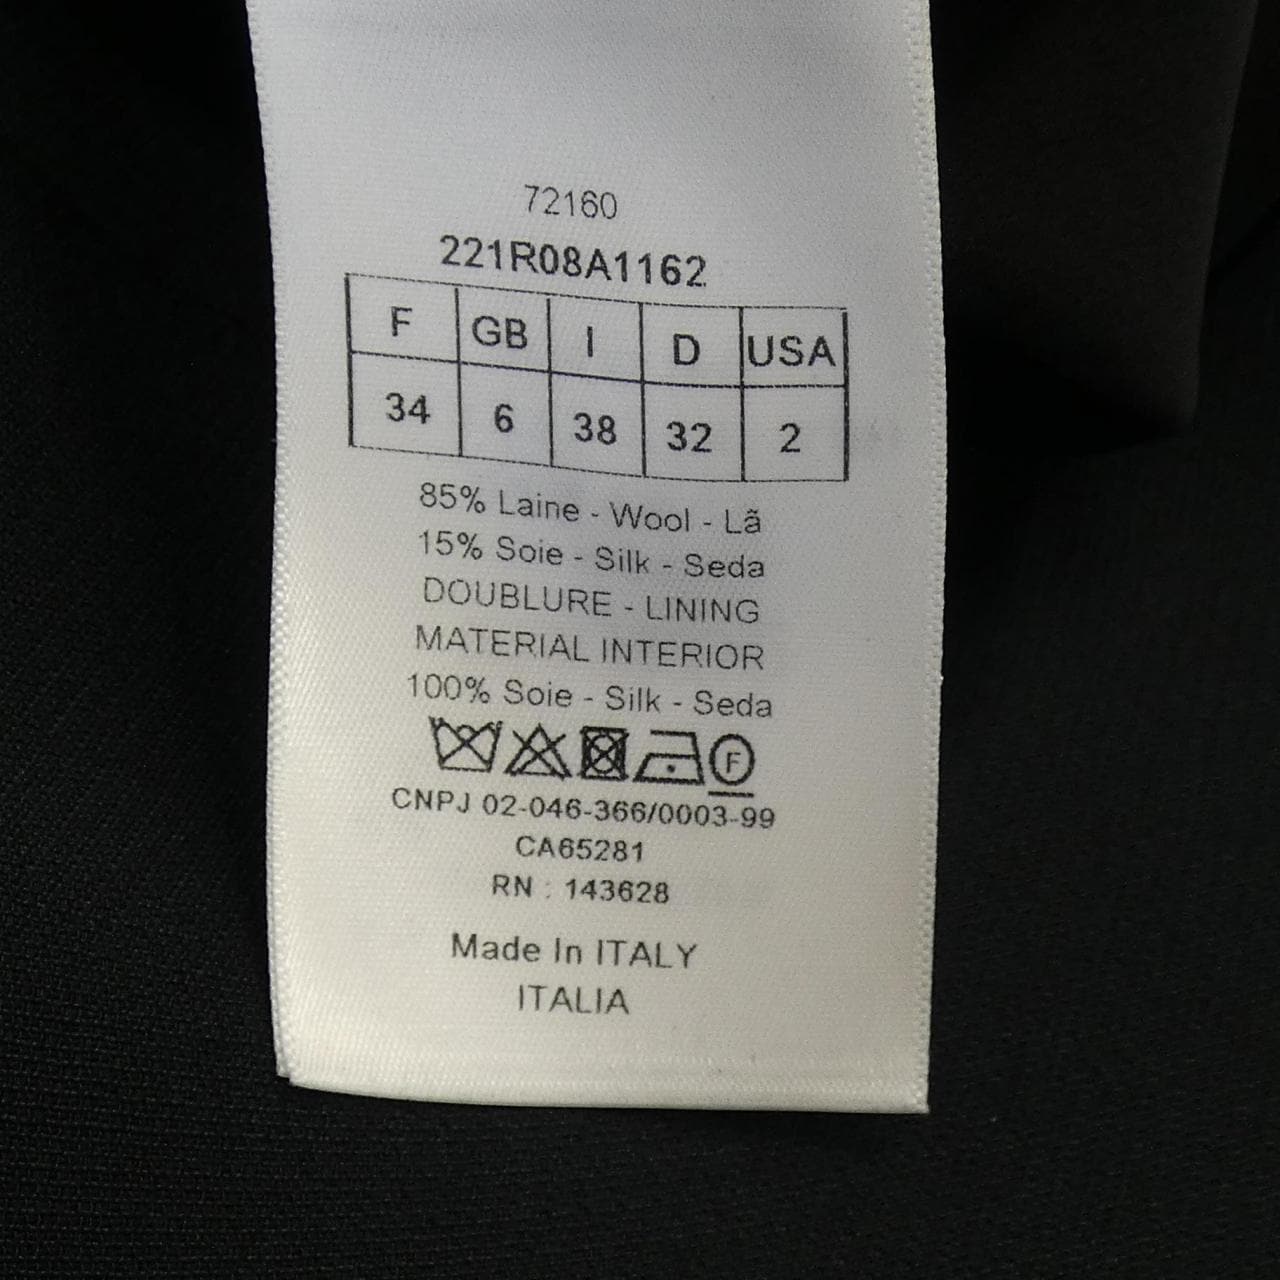 72160
221R08A1162
F GB I D USA
34 6 38 32 2
85% Laine - Wool - Lã
15% Soie - Silk - Seda
DOUBLURE - LINING
MATERIAL INTERIOR
100% Soie - Silk - Seda
F
CNPJ 02-046-366/0003-99
CA65281
RN : 143628
Made In ITALY
ITALIA